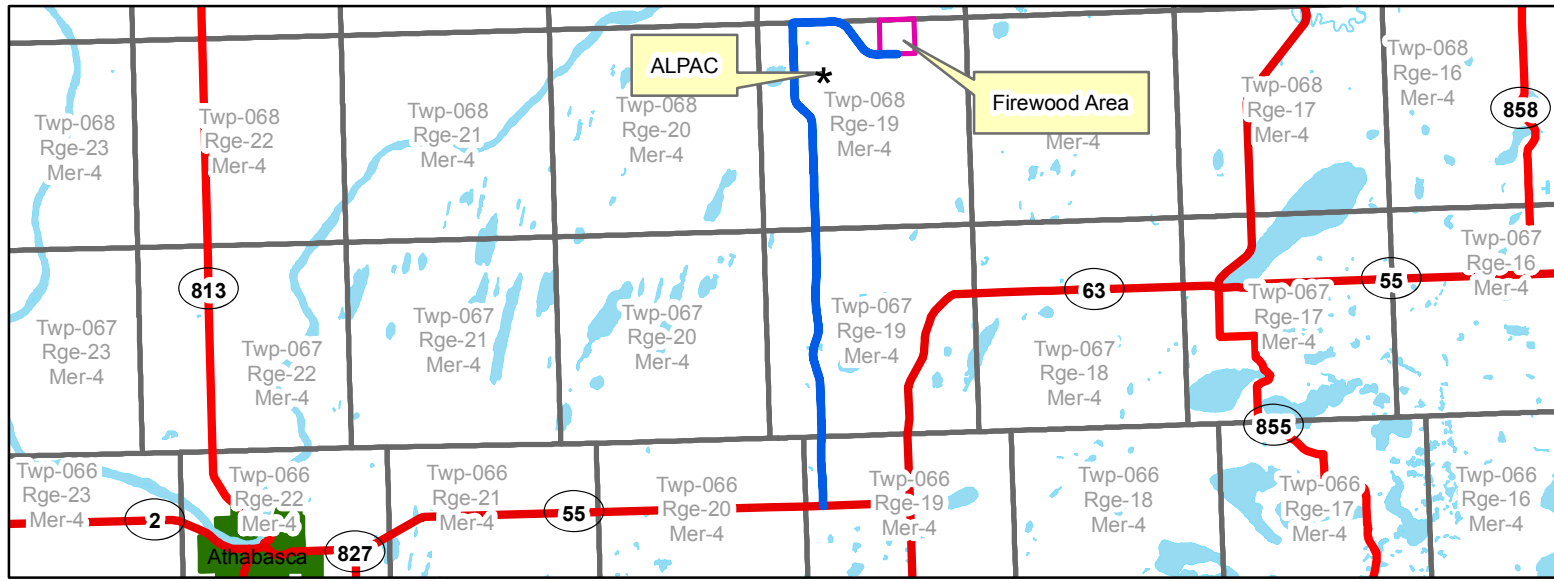 ALPAC
Firewood Area
Twp-068
Rge-23
Mer-4
Twp-068
Rge-22
Mer-4
Twp-068
Rge-21
Mer-4
Twp-068
Rge-20
Mer-4
Twp-068
Rge-19
Mer-4
Mer-4
Twp-068
Rge-17
Mer-4
Twp-068
Rge-16
Mer-4
858
813
63
55
Twp-067
Rge-23
Mer-4
Twp-067
Rge-22
Mer-4
Twp-067
Rge-21
Mer-4
Twp-067
Rge-20
Mer-4
Twp-067
Rge-19
Mer-4
Twp-067
Rge-18
Mer-4
Twp-067
Rge-17
Mer-4
Twp-067
Rge-16
Mer-4
855
Twp-066
Rge-23
Mer-4
2
Twp-066
Rge-22
Mer-4
Athabasca
827
Twp-066
Rge-21
Mer-4
55
Twp-066
Rge-20
Mer-4
Twp-066
Rge-19
Mer-4
Twp-066
Rge-18
Mer-4
Twp-066
Rge-17
Mer-4
Twp-066
Rge-16
Mer-4